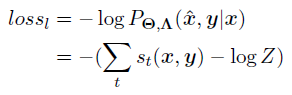 loss_l = − log P_{Θ,Λ}(x̂, y|x)
= −(∑_t s_t(x, y) − log Z)